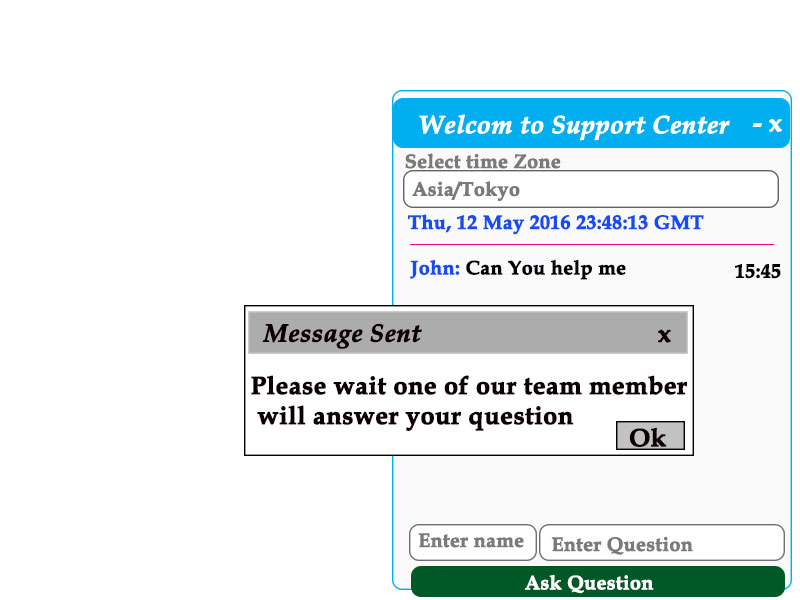 Welcom to Support Center - x
Select time Zone
Asia/Tokyo
Thu, 12 May 2016 23:48:13 GMT
John: Can You help me 15:45
Message Sent x
Please wait one of our team member
will answer your question
Ok
Enter name Enter Question
Ask Question